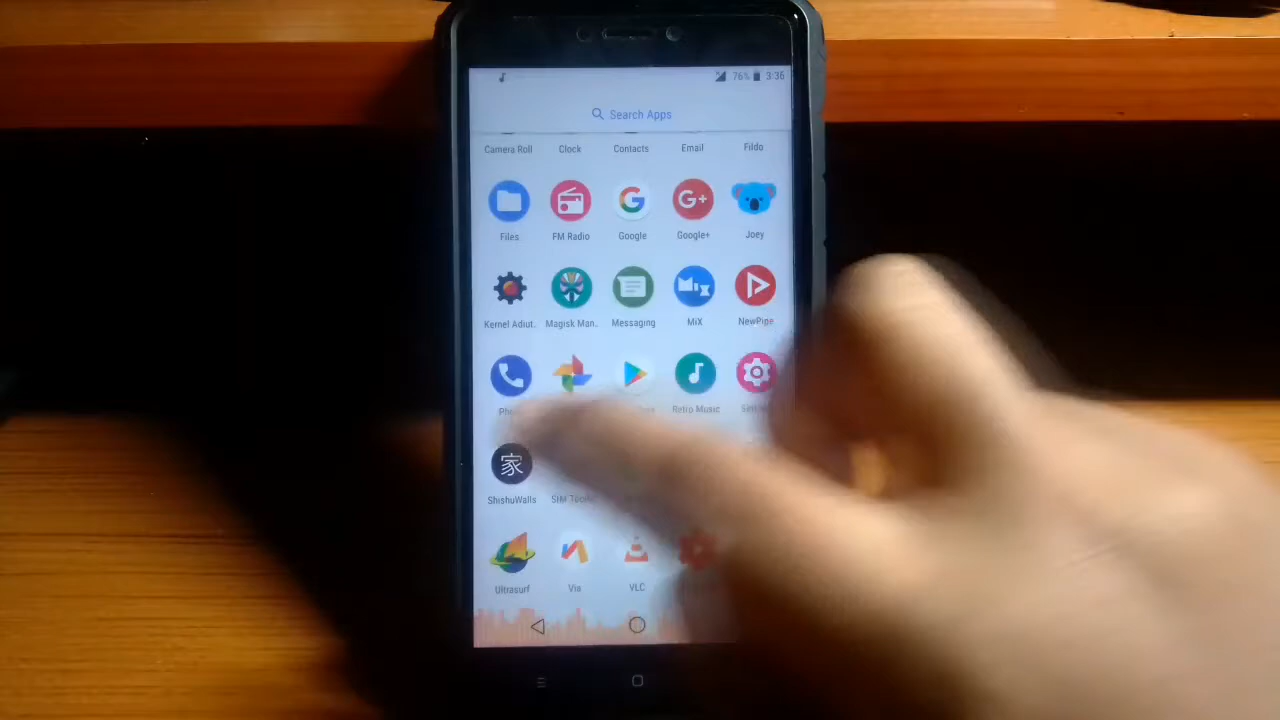 76% 3:36
Search Apps
Camera Roll Clock Contacts Email Fildo
G+
Files FM Radio Google Google+ Joey
Kernel Adiut.. Magisk Man.. Messaging MiX NewPipe
Retro Music
家
ShishuWalls SIM
Ultrasurf Via VLC